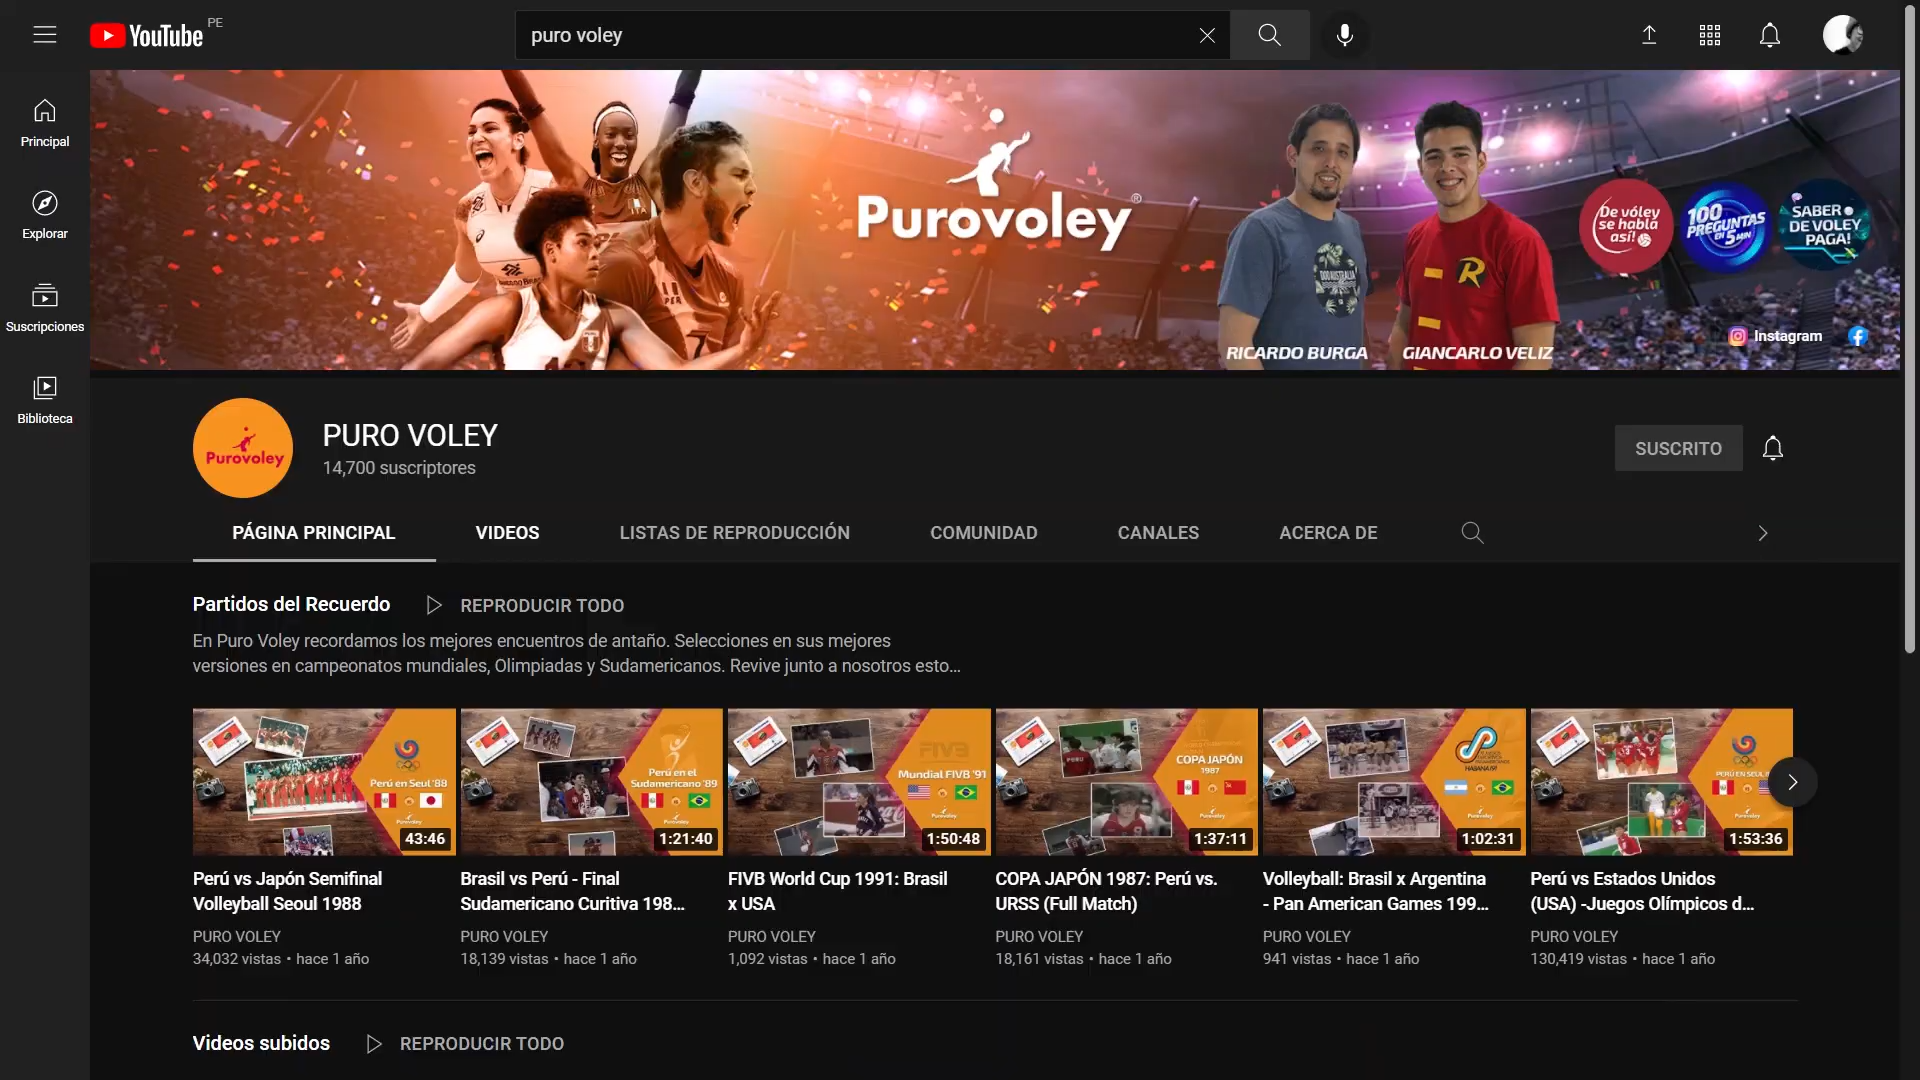 YouTube PE
puro voley
Principal
Explorar
Suscripciones
Biblioteca
Purovoley®
ITA
R
De vóley
se habla
así!
100
PREGUNTAS
EN 5 MIN
SABER
DE VOLEY
PAGA!
RICARDO BURGA
GIANCARLO VELIZ
Instagram
Purovoley
PURO VOLEY
14,700 suscriptores
SUSCRITO
PÁGINA PRINCIPAL
VIDEOS
LISTAS DE REPRODUCCIÓN
COMUNIDAD
CANALES
ACERCA DE
Partidos del Recuerdo
REPRODUCIR TODO
En Puro Voley recordamos los mejores encuentros de antaño. Selecciones en sus mejores
versiones en campeonatos mundiales, Olimpiadas y Sudamericanos. Revive junto a nosotros esto...
Perú en Seul '88
43:46
Perú vs Japón Semifinal
Volleyball Seoul 1988
PURO VOLEY
34,032 vistas • hace 1 año
Perú en el
Sudamericano '89
1:21:40
Brasil vs Perú - Final
Sudamericano Curitiva 198...
PURO VOLEY
18,139 vistas • hace 1 año
FIVB
Mundial FIVB '91
1:50:48
FIVB World Cup 1991: Brasil
x USA
PURO VOLEY
1,092 vistas • hace 1 año
COPA JAPÓN
1987
1:37:11
COPA JAPÓN 1987: Perú vs.
URSS (Full Match)
PURO VOLEY
18,161 vistas • hace 1 año
1:02:31
Volleyball: Brasil x Argentina
- Pan American Games 199...
PURO VOLEY
941 vistas • hace 1 año
PERÚ EN SEUL
1:53:36
Perú vs Estados Unidos
(USA) -Juegos Olímpicos d...
PURO VOLEY
130,419 vistas • hace 1 año
Videos subidos
REPRODUCIR TODO